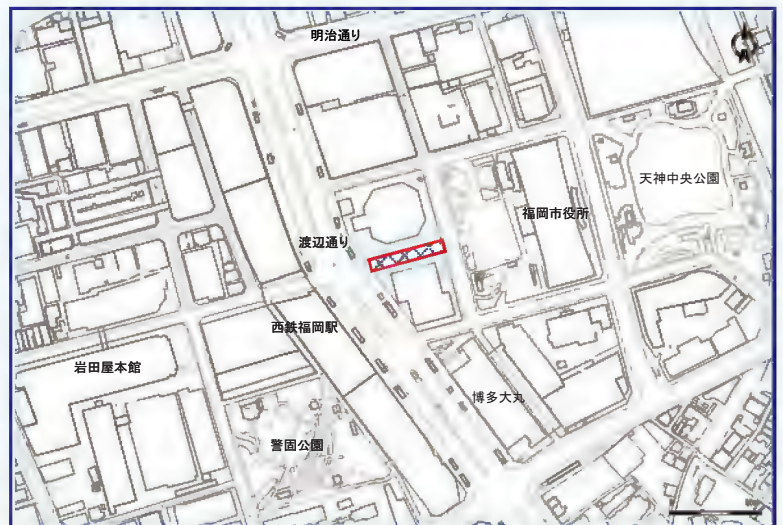 明治通り
天神中央公園
福岡市役所
渡辺通り
西鉄福岡駅
岩田屋本館
博多大丸
警固公園